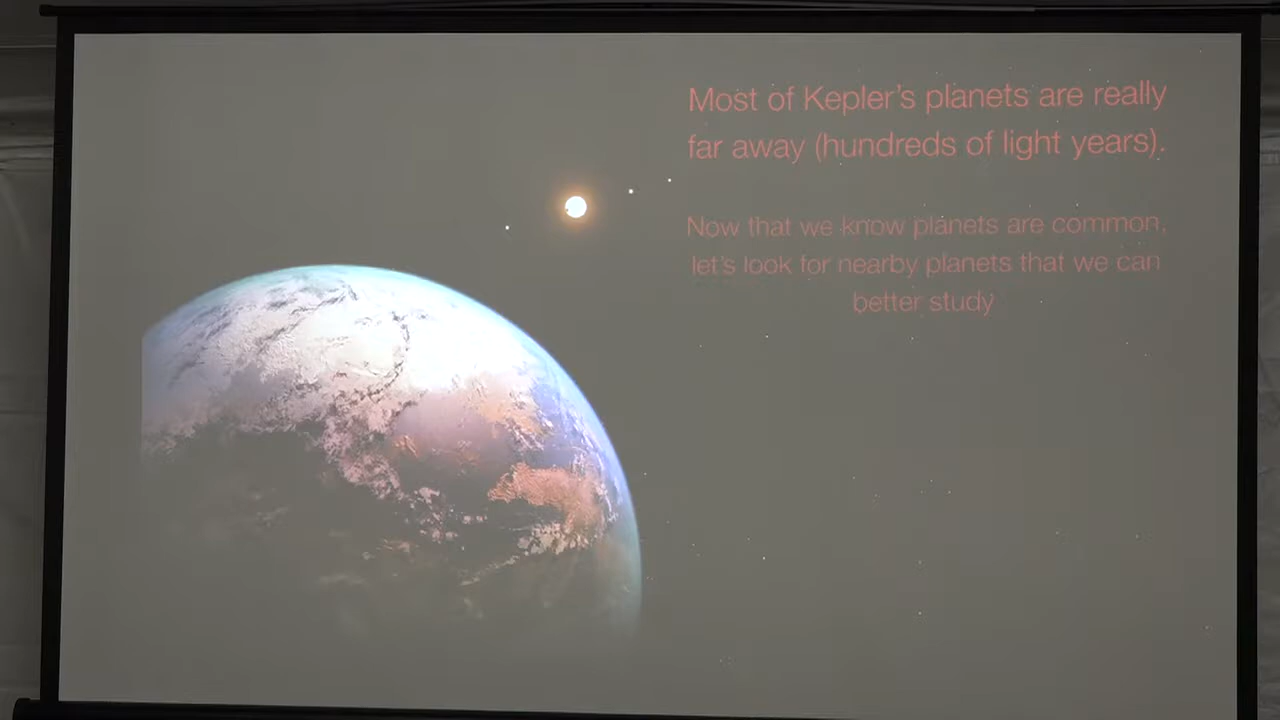 Most of Kepler's planets are really
far away (hundreds of light years).
Now that we know planets are common,
let's look for nearby planets that we can
better study